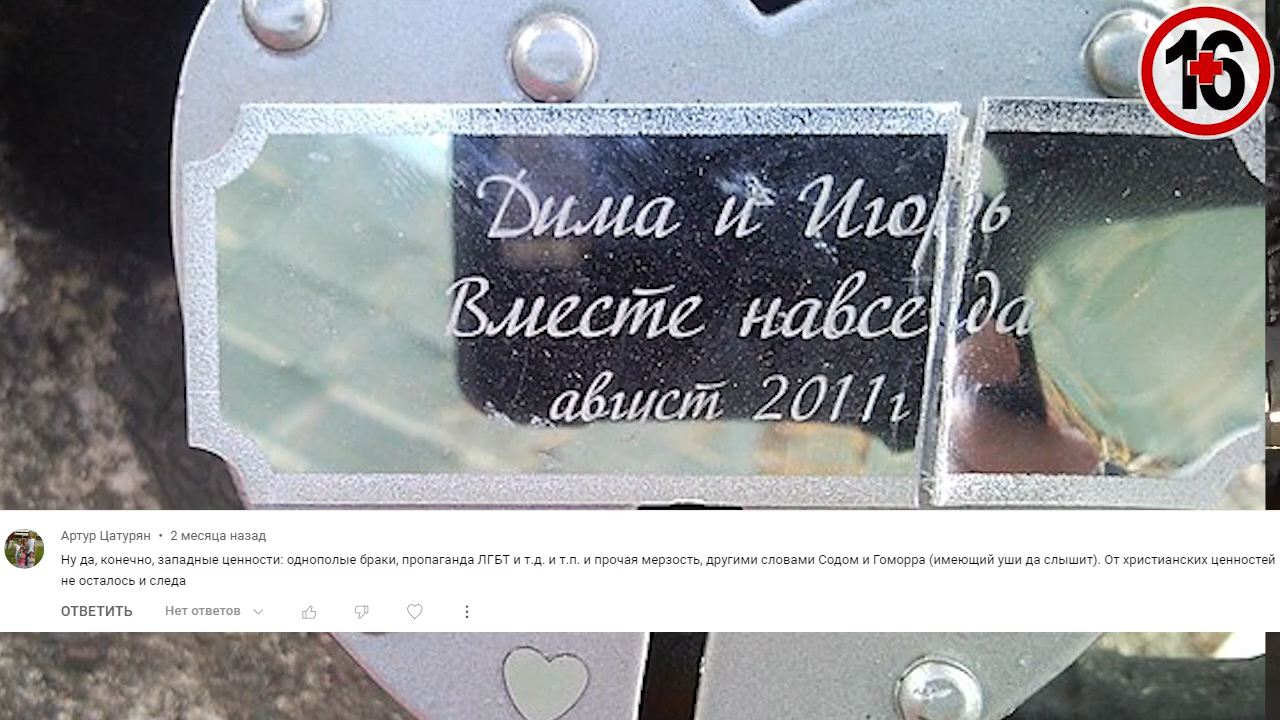 16
+
Дима и Игорь
Вместе навсегда
август 2011г
Артур Цатурян • 2 месяца назад
Ну да, конечно, западные ценности: однополые браки, пропаганда ЛГБТ и т.д. и т.п. и прочая мерзость, другими словами Содом и Гоморра (имеющий уши да слышит). От христианских ценностей
не осталось и следа
ОТВЕТИТЬ Нет ответов